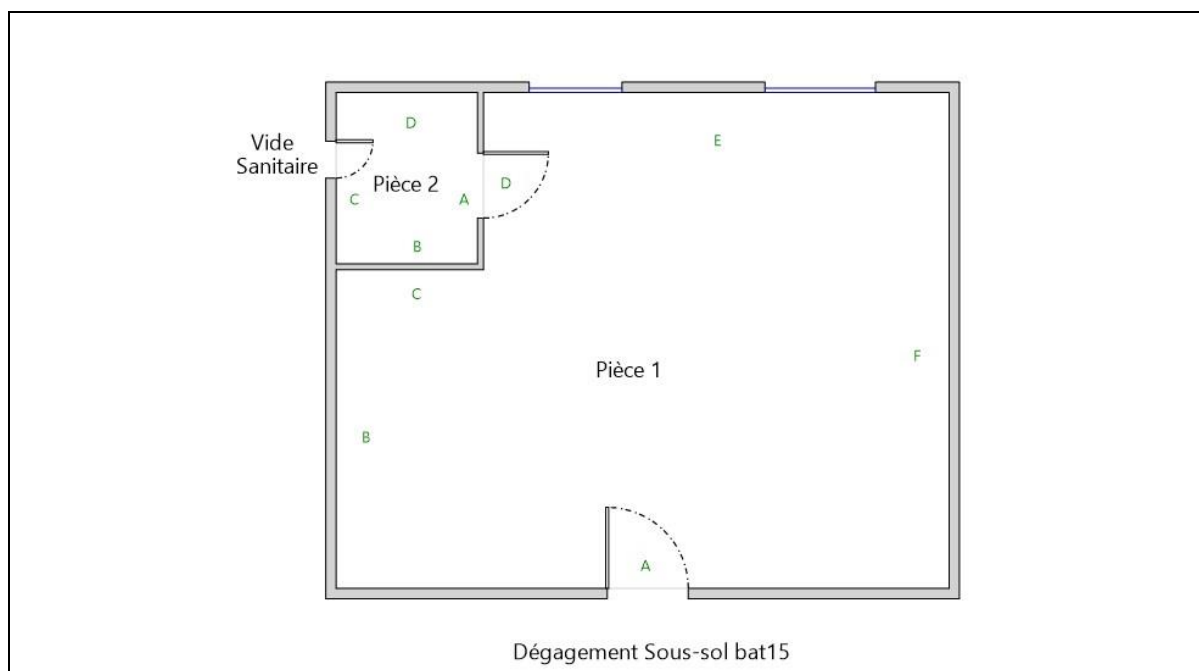 D
E
Vide
Sanitaire
Pièce 2
D
C
A
B
C
F
Pièce 1
B
A
Dégagement Sous-sol bat15